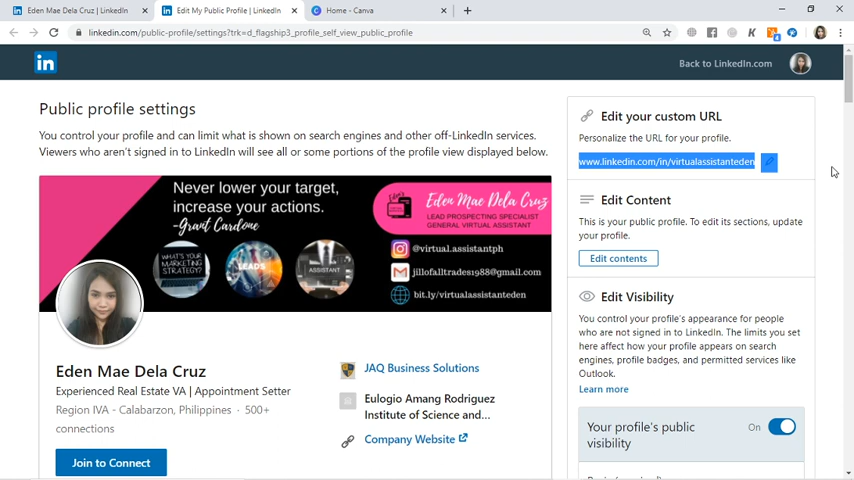 Eden Mae Dela Cruz | LinkedIn
Edit My Public Profile | LinkedIn
Home - Canva
linkedin.com/public-profile/settings?trk=d_flagship3_profile_self_view_public_profile
in
Back to LinkedIn.com
Public profile settings
You control your profile and can limit what is shown on search engines and other off-LinkedIn services.
Viewers who aren't signed in to LinkedIn will see all or some portions of the profile view displayed below.
Never lower your target,
increase your actions.
-Grant Cardone
WHAT'S YOUR
MARKETING
STRATEGY?
LEADS
ASSISTANT
Eden Mae Dela Cruz
LEAD PROSPECTING SPECIALIST
GENERAL VIRTUAL ASSISTANT
@virtual.assistantph
jillofalltrades1988@gmail.com
bit.ly/virtualassistanteden
Eden Mae Dela Cruz
Experienced Real Estate VA | Appointment Setter
Region IVA - Calabarzon, Philippines · 500+
connections
Join to Connect
JAQ Business Solutions
Eulogio Amang Rodriguez
Institute of Science and...
Company Website
Edit your custom URL
Personalize the URL for your profile.
www.linkedin.com/in/virtualassistanteden
Edit Content
This is your public profile. To edit its sections, update
your profile.
Edit contents
Edit Visibility
You control your profile's appearance for people
who are not signed in to LinkedIn. The limits you set
here affect how your profile appears on search
engines, profile badges, and permitted services like
Outlook.
Learn more
Your profile's public
visibility
On